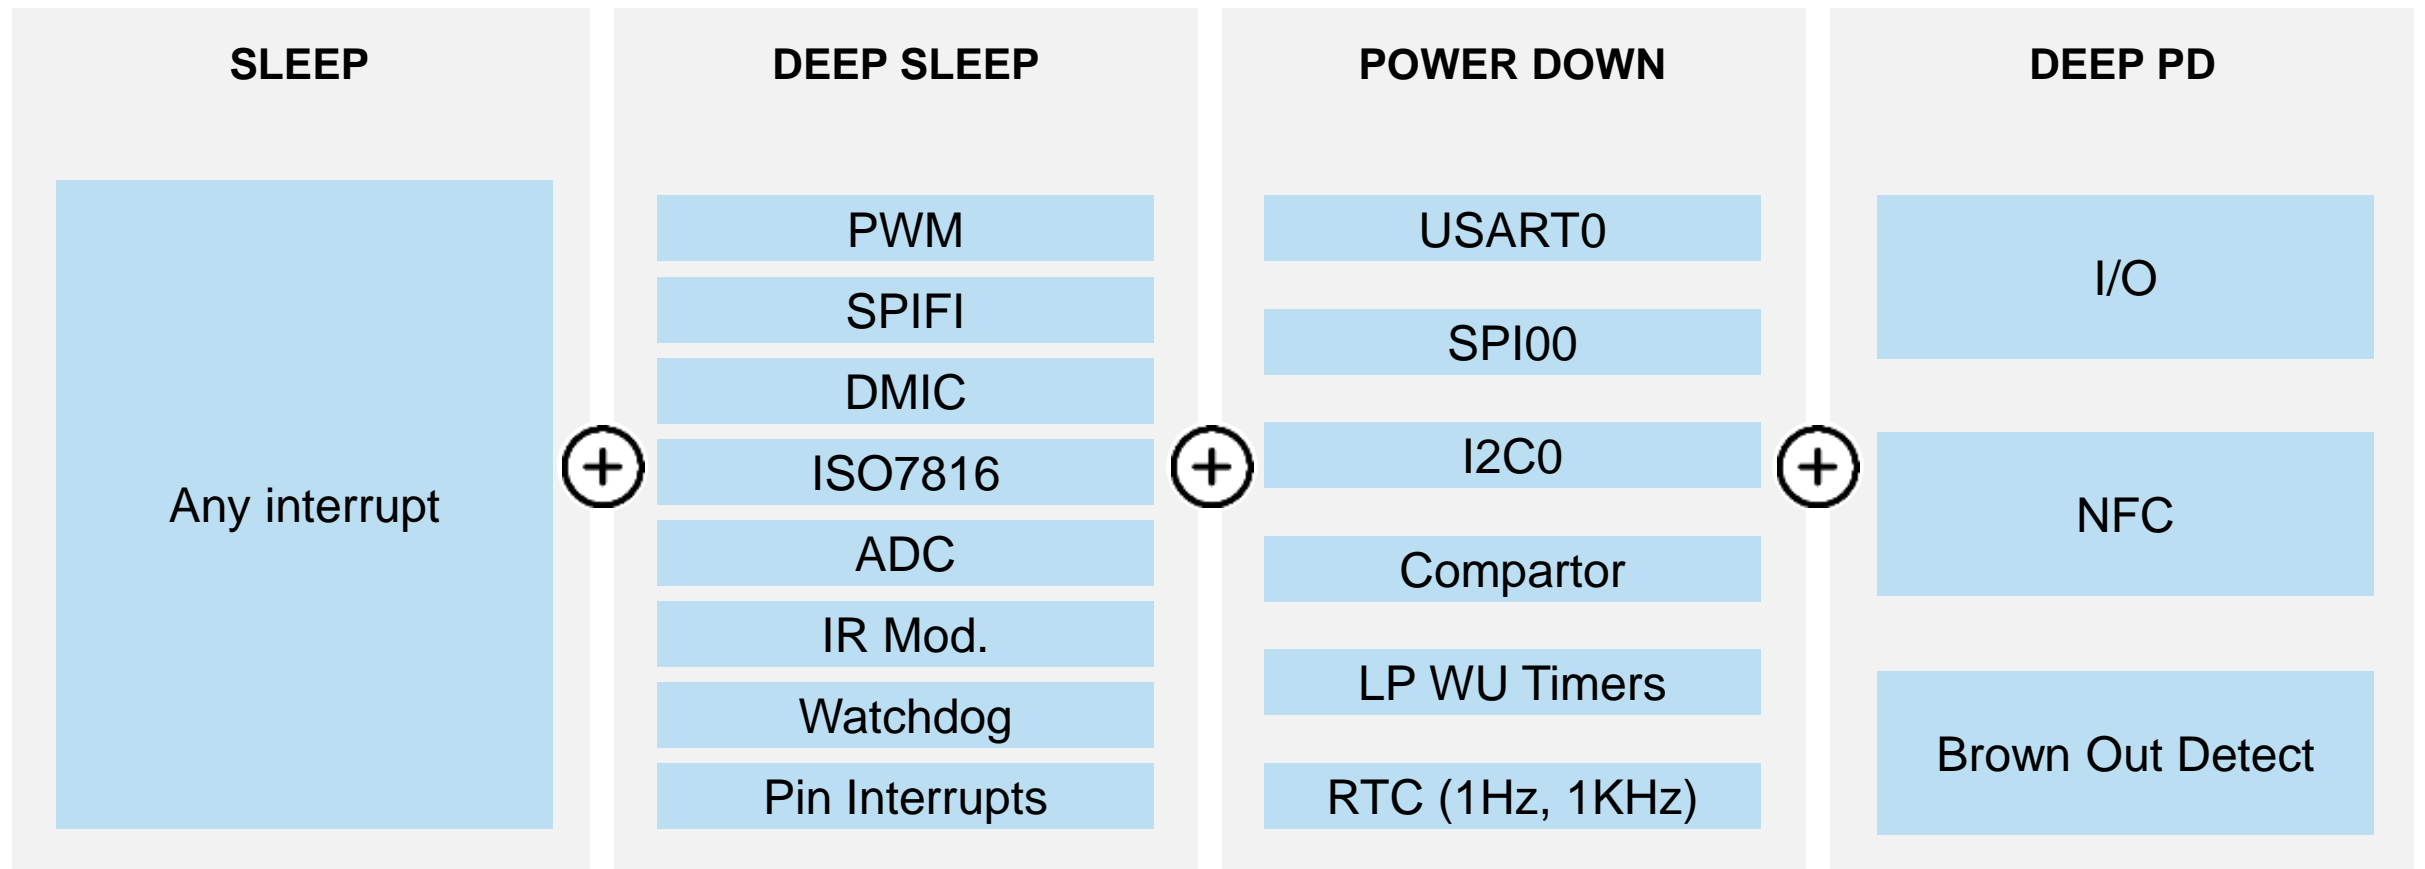 SLEEP
Any interrupt
DEEP SLEEP
PWM
SPIFI
DMIC
ISO7816
ADC
IR Mod.
Watchdog
Pin Interrupts
POWER DOWN
USART0
SPI00
I2C0
Compartor
LP WU Timers
RTC (1Hz, 1KHz)
DEEP PD
I/O
NFC
Brown Out Detect